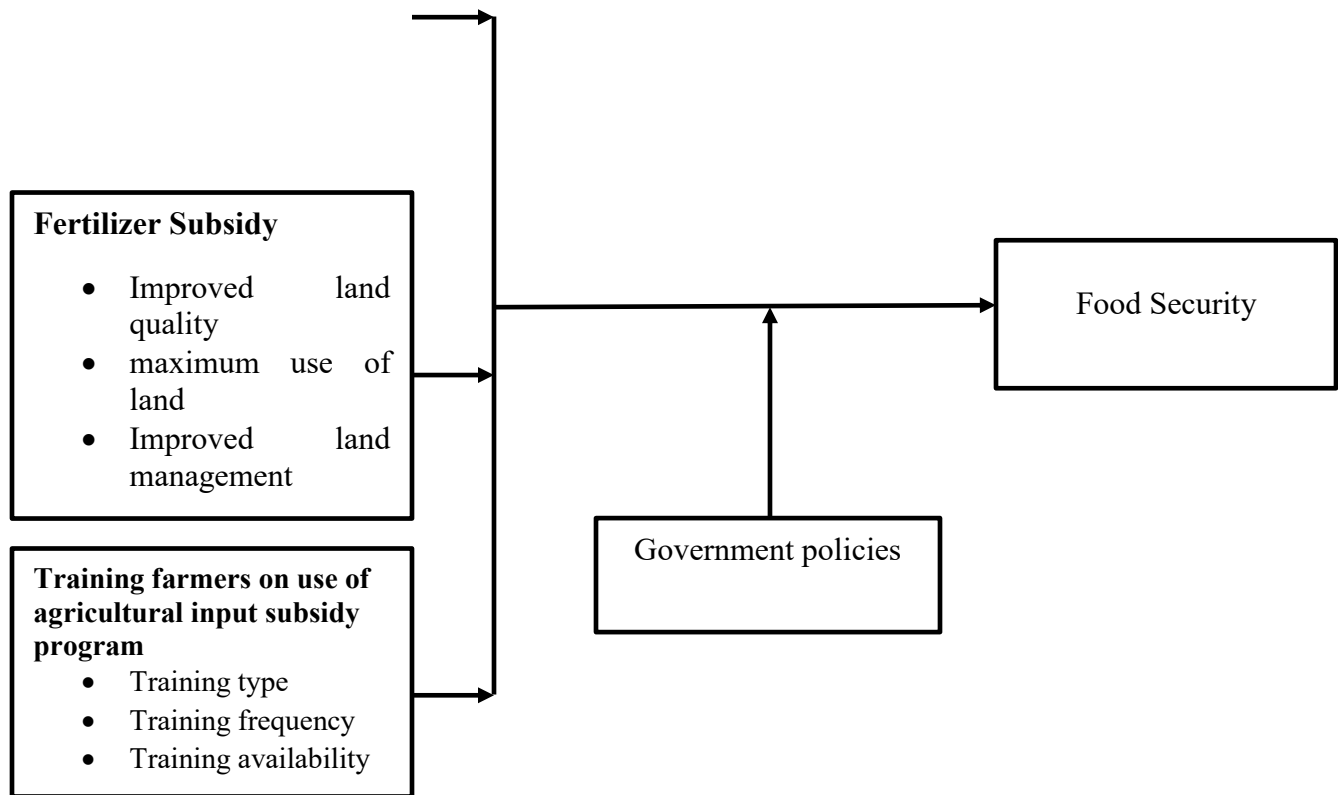 Fertilizer Subsidy
• Improved land
quality
• maximum use of
land
• Improved land
management
Food Security
Government policies
Training farmers on use of
agricultural input subsidy
program
• Training type
• Training frequency
• Training availability